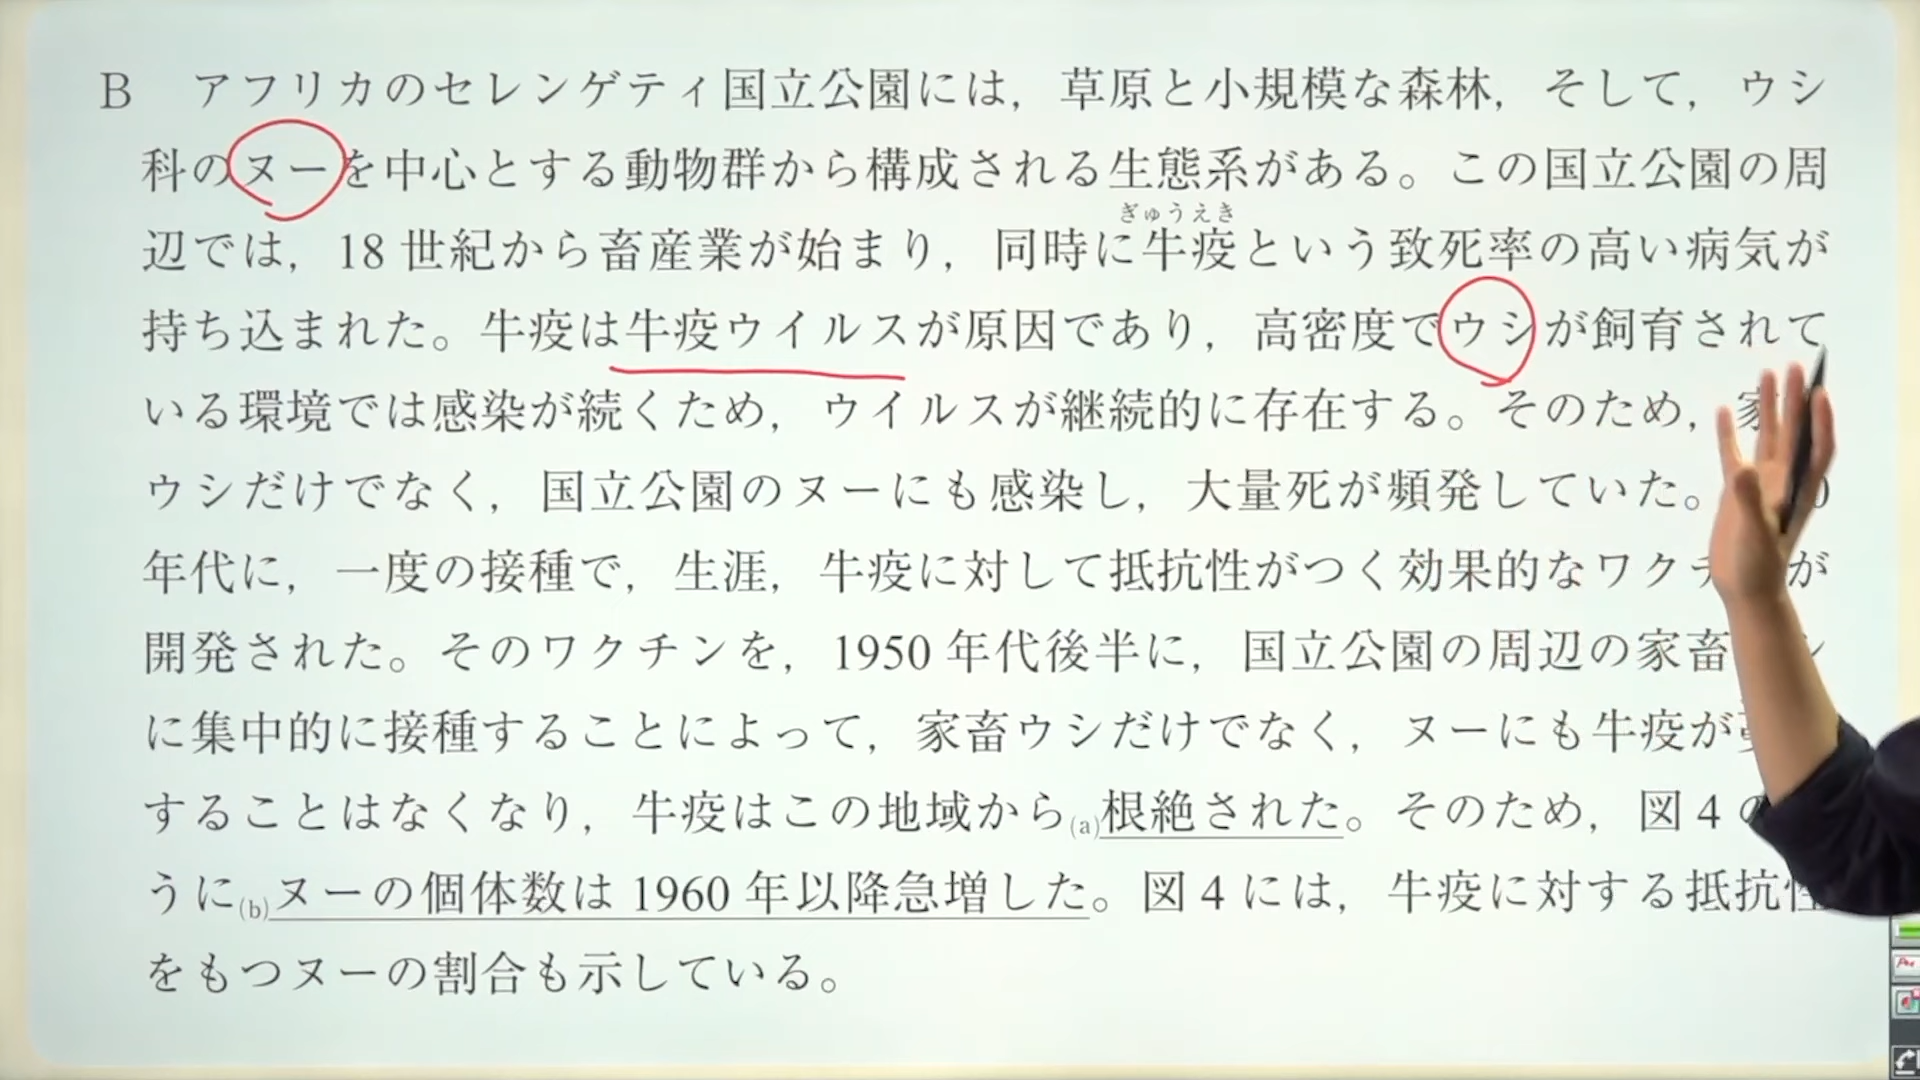 B アフリカのセレンゲティ国立公園には，草原と小規模な森林，そして，ウシ
科のヌーを中心とする動物群から構成される生態系がある。この国立公園の周
ぎゅうえき
辺では，18世紀から畜産業が始まり，同時に牛疫という致死率の高い病気が
持ち込まれた。牛疫は牛疫ウイルスが原因であり，高密度でウシが飼育されて
いる環境では感染が続くため，ウイルスが継続的に存在する。そのため，家
ウシだけでなく，国立公園のヌーにも感染し，大量死が頻発していた。
年代に，一度の接種で，生涯，牛疫に対して抵抗性がつく効果的なワク が
開発された。そのワクチンを，1950年代後半に，国立公園の周辺の家畜
に集中的に接種することによって，家畜ウシだけでなく，ヌーにも牛疫が
することはなくなり，牛疫はこの地域から(a)根絶された。そのため，図4
うに(b)ヌーの個体数は1960年以降急増した。図4には，牛疫に対する抵抗性
をもつヌーの割合も示している。